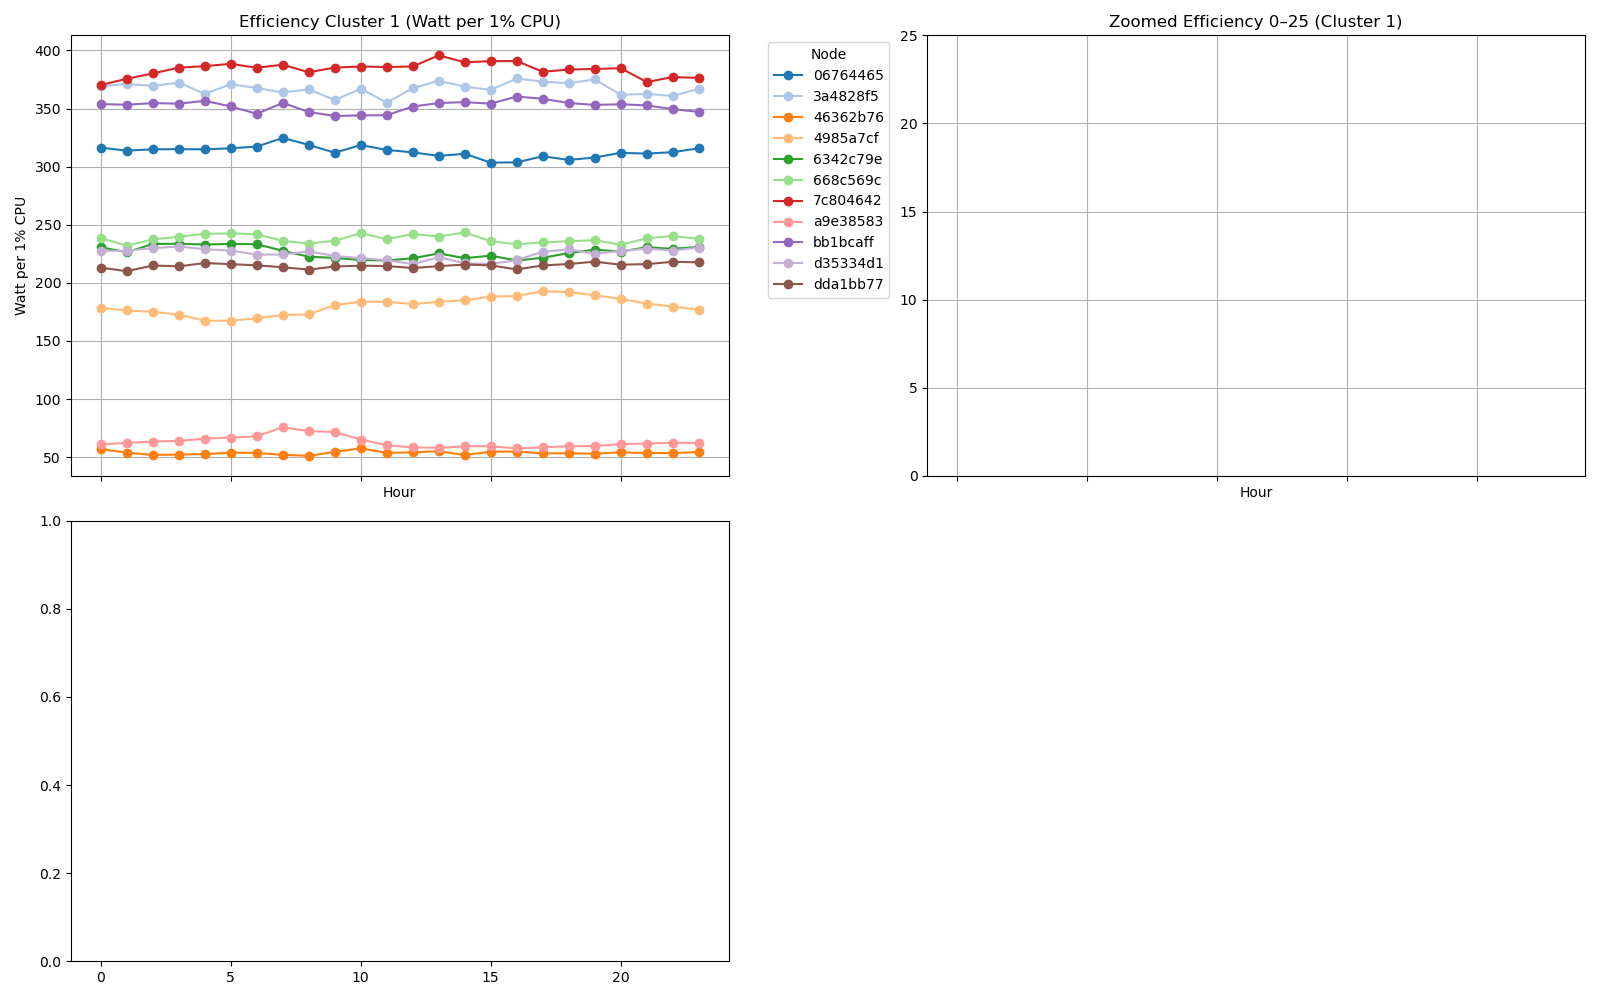 Efficiency Cluster 1 (Watt per 1% CPU)
Watt per 1% CPU
400
350
300
250
200
150
100
50
Hour
Node
06764465
3a4828f5
46362b76
4985a7cf
6342c79e
668c569c
7c804642
a9e38583
bb1bcaff
d35334d1
dda1bb77
Zoomed Efficiency 0–25 (Cluster 1)
25
20
15
10
5
0
Hour
1.0
0.8
0.6
0.4
0.2
0.0
0 5 10 15 20